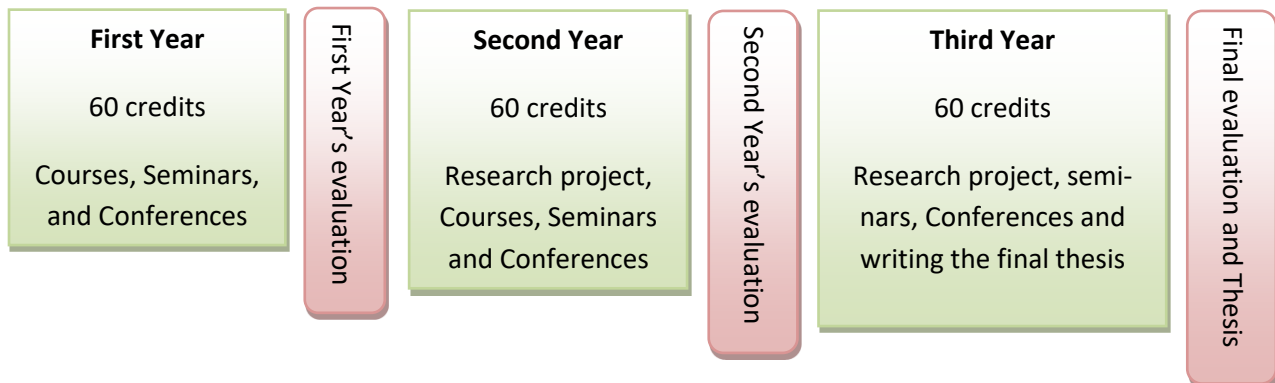 First Year
60 credits
Courses, Seminars,
and Conferences
First Year’s evaluation
Second Year
60 credits
Research project,
Courses, Seminars
and Conferences
Second Year’s evaluation
Third Year
60 credits
Research project, semi-
nars, Conferences and
writing the final thesis
Final evaluation and Thesis